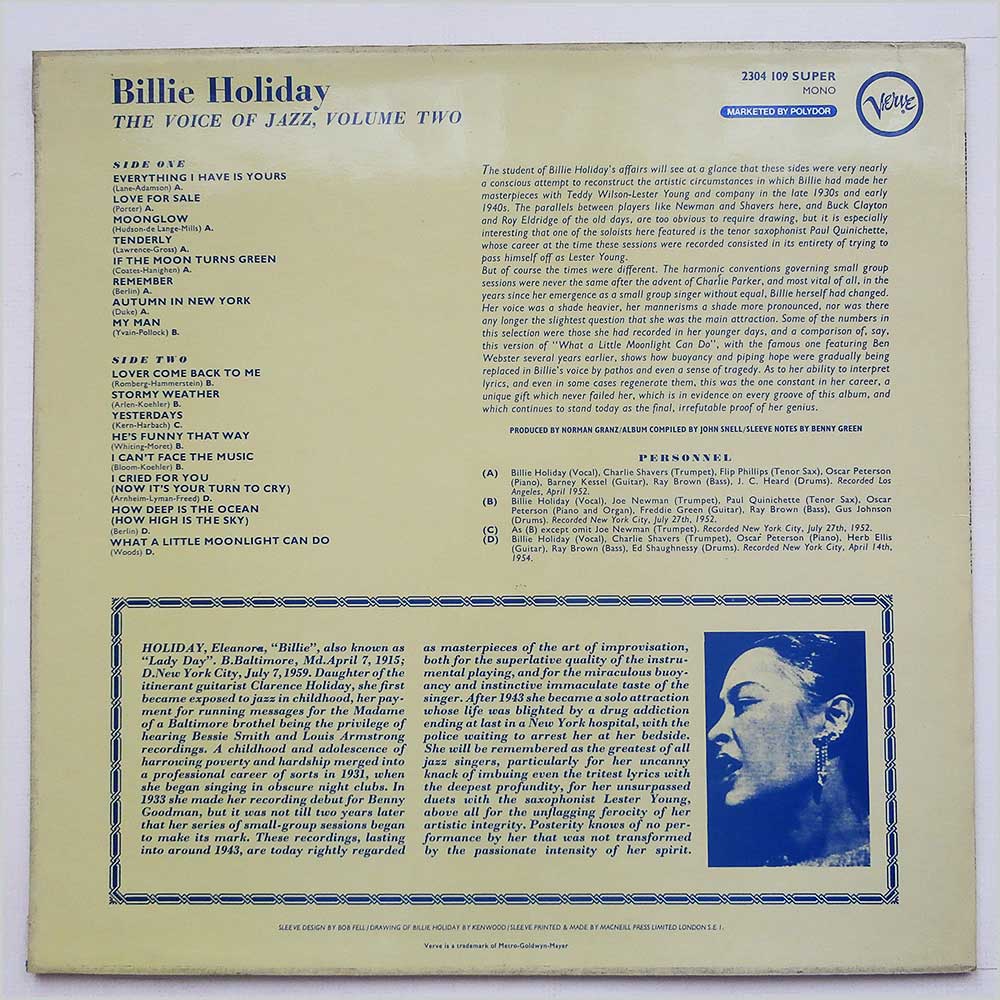 Billie Holiday
THE VOICE OF JAZZ, VOLUME TWO
2304 109 SUPER
MONO
MARKETED BY POLYDOR
Verve
SIDE ONE
EVERYTHING I HAVE IS YOURS
(Lane-Adamson) A.
LOVE FOR SALE
(Porter) A.
MOONGLOW
(Hudson-de Lange-Mills) A.
TENDERLY
(Lawrence-Gross) A.
IF THE MOON TURNS GREEN
(Coates-Hanighen) A.
REMEMBER
(Berlin) A.
AUTUMN IN NEW YORK
(Duke) A.
MY MAN
(Yvain-Pollock) B.
SIDE TWO
LOVER COME BACK TO ME
(Romberg-Hammerstein) B.
STORMY WEATHER
(Arlen-Koehler) B.
YESTERDAYS
(Kern-Harbach) C.
HE'S FUNNY THAT WAY
(Whiting-Moret) B.
I CAN'T FACE THE MUSIC
(Bloom-Koehler) B.
I CRIED FOR YOU
(NOW IT'S YOUR TURN TO CRY)
(Arnheim-Lyman-Freed) D.
HOW DEEP IS THE OCEAN
(HOW HIGH IS THE SKY)
(Berlin) D.
WHAT A LITTLE MOONLIGHT CAN DO
(Woods) D.
The student of Billie Holiday's affairs will see at a glance that these sides were very nearly
a conscious attempt to reconstruct the artistic circumstances in which Billie had made her
masterpieces with Teddy Wilson-Lester Young and company in the late 1930s and early
1940s. The parallels between players like Newman and Shavers here, and Buck Clayton
and Roy Eldridge of the old days, are too obvious to require drawing, but it is especially
interesting that one of the soloists here featured is the tenor saxophonist Paul Quinichette,
whose career at the time these sessions were recorded consisted in its entirety of trying to
pass himself off as Lester Young.
But of course the times were different. The harmonic conventions governing small group
sessions were never the same after the advent of Charlie Parker, and most vital of all, in the
years since her emergence as a small group singer without equal, Billie herself had changed.
Her voice was a shade heavier, her mannerisms a shade more pronounced, nor was there
any longer the slightest question that she was the main attraction. Some of the numbers in
this selection were those she had recorded in her younger days, and a comparison of, say,
this version of "What a Little Moonlight Can Do", with the famous one featuring Ben
Webster several years earlier, shows how buoyancy and piping hope were gradually being
replaced in Billie's voice by pathos and even a sense of tragedy. As to her ability to interpret
lyrics, and even in some cases regenerate them, this was the one constant in her career, a
unique gift which never failed her, which is in evidence on every groove of this album, and
which continues to stand today as the final, irrefutable proof of her genius.
PRODUCED BY NORMAN GRANZ/ALBUM COMPILED BY JOHN SNELL/SLEEVE NOTES BY BENNY GREEN
PERSONNEL
(A) Billie Holiday (Vocal), Charlie Shavers (Trumpet), Flip Phillips (Tenor Sax), Oscar Peterson
(Piano), Barney Kessel (Guitar), Ray Brown (Bass), J. C. Heard (Drums). Recorded Los
Angeles, April 1952.
(B) Billie Holiday (Vocal), Joe Newman (Trumpet), Paul Quinichette (Tenor Sax), Oscar
Peterson (Piano and Organ), Freddie Green (Guitar), Ray Brown (Bass), Gus Johnson
(Drums). Recorded New York City, July 27th, 1952.
(C) As (B) except omit Joe Newman (Trumpet). Recorded New York City, July 27th, 1952.
(D) Billie Holiday (Vocal), Charlie Shavers (Trumpet), Oscar Peterson (Piano), Herb Ellis
(Guitar), Ray Brown (Bass), Ed Shaughnessy (Drums). Recorded New York City, April 14th,
1954.
HOLIDAY, Eleanora, "Billie", also known as
"Lady Day". B.Baltimore, Md.April 7, 1915;
D.New York City, July 7, 1959. Daughter of the
itinerant guitarist Clarence Holiday, she first
became exposed to jazz in childhood, her pay-
ment for running messages for the Madame
of a Baltimore brothel being the privilege of
hearing Bessie Smith and Louis Armstrong
recordings. A childhood and adolescence of
harrowing poverty and hardship merged into
a professional career of sorts in 1931, when
she began singing in obscure night clubs. In
1933 she made her recording debut for Benny
Goodman, but it was not till two years later
that her series of small-group sessions began
to make its mark. These recordings, lasting
into around 1943, are today rightly regarded
as masterpieces of the art of improvisation,
both for the superlative quality of the instru-
mental playing, and for the miraculous buoy-
ancy and instinctive immaculate taste of the
singer. After 1943 she became a solo attraction
whose life was blighted by a drug addiction
ending at last in a New York hospital, with the
police waiting to arrest her at her bedside.
She will be remembered as the greatest of all
jazz singers, particularly for her uncanny
knack of imbuing even the tritest lyrics with
the deepest profundity, for her unsurpassed
duets with the saxophonist Lester Young,
above all for the unflagging ferocity of her
artistic integrity. Posterity knows of no per-
formance by her that was not transformed
by the passionate intensity of her spirit.
SLEEVE DESIGN BY BOB FELL/DRAWING OF BILLIE HOLIDAY BY KENWOOD/SLEEVE PRINTED & MADE BY MACNEILL PRESS LIMITED LONDON S.E 1.
Verve is a trademark of Metro-Goldwyn-Mayer